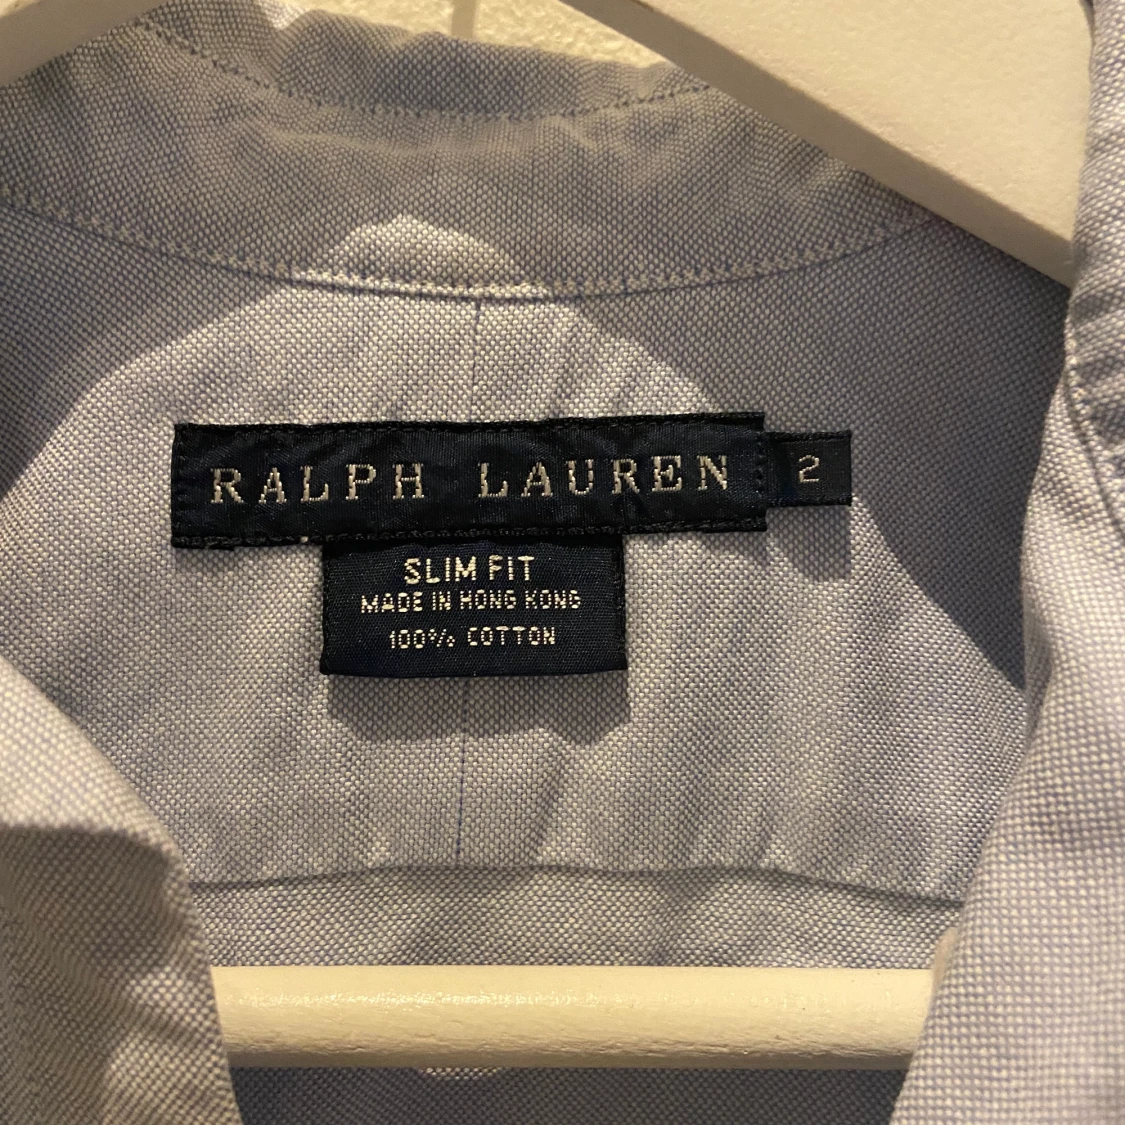 RALPH LAUREN 2
SLIM FIT
MADE IN HONG KONG
100% COTTON